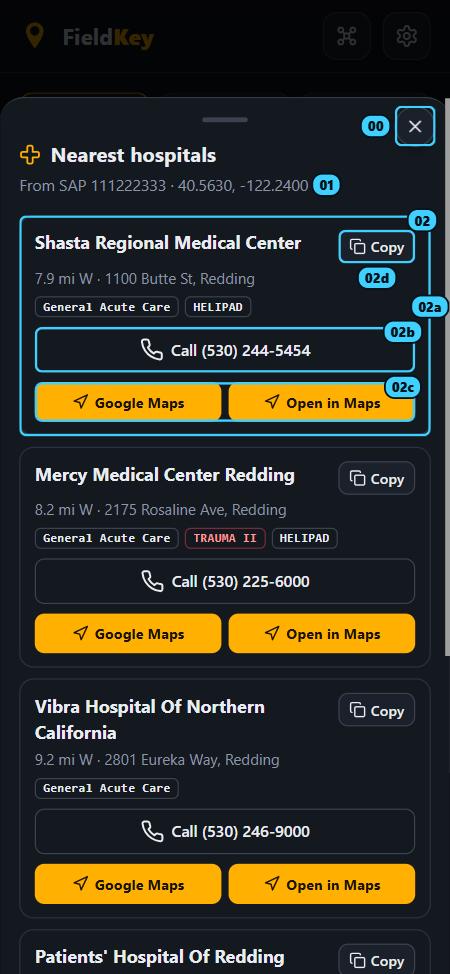 FieldKey
00
Nearest hospitals
From SAP 111222333 · 40.5630, -122.2400 01
02
Shasta Regional Medical Center Copy
7.9 mi W · 1100 Butte St, Redding 02d
General Acute Care HELIPAD 02a
02b
Call (530) 244-5454
02c
Google Maps Open in Maps
Mercy Medical Center Redding Copy
8.2 mi W · 2175 Rosaline Ave, Redding
General Acute Care TRAUMA II HELIPAD
Call (530) 225-6000
Google Maps Open in Maps
Vibra Hospital Of Northern Copy
California
9.2 mi W · 2801 Eureka Way, Redding
General Acute Care
Call (530) 246-9000
Google Maps Open in Maps
Patients' Hospital Of Redding Copy